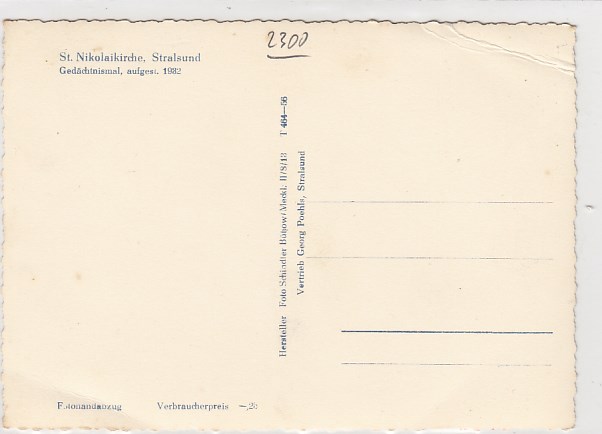 2300
St. Nikolaikirche, Stralsund
Gedächtnismal, aufgest. 1932
Hersteller Foto Schindler Bützow/Meckl. II/8/13 T 464—56
Vertrieb Georg Poehls, Stralsund
Fotohandabzug Verbraucherpreis —,20